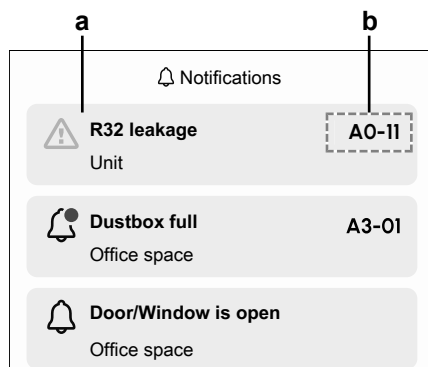 a b
Notifications
R32 leakage A0-11
Unit
Dustbox full A3-01
Office space
Door/Window is open
Office space